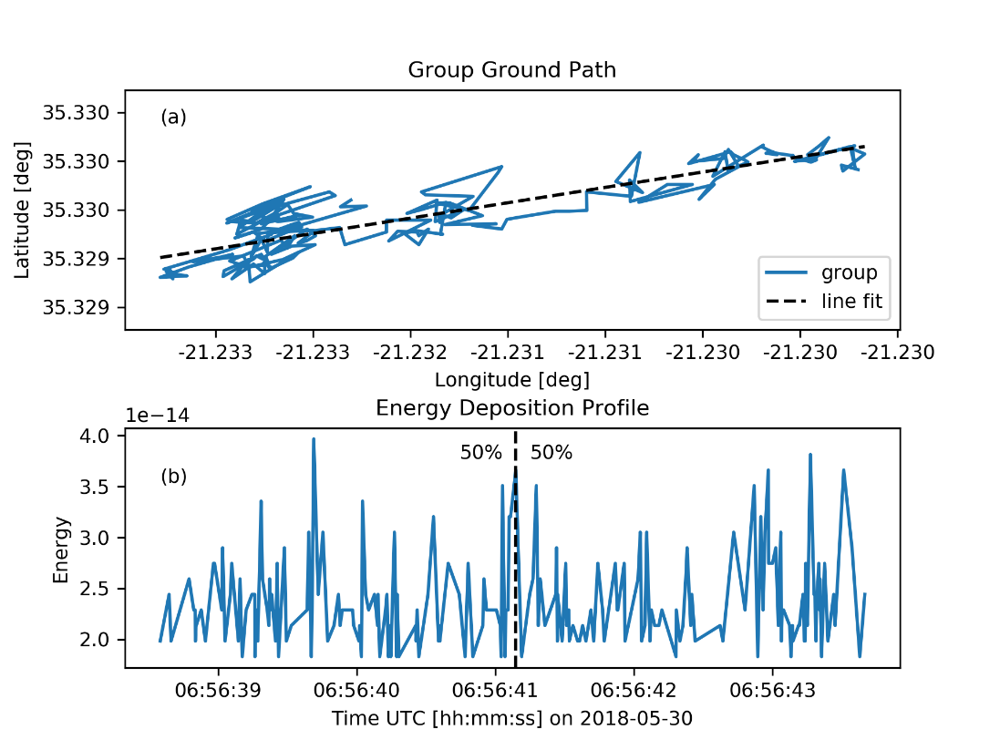 Group Ground Path
(a)
35.330
35.330
35.330
35.329
35.329
Latitude [deg]
group
line fit
-21.233 -21.233 -21.232 -21.231 -21.231 -21.230 -21.230 -21.230
Longitude [deg]
Energy Deposition Profile
1e−14
4.0
3.5
3.0
2.5
2.0
Energy
50% 50%
(b)
06:56:39 06:56:40 06:56:41 06:56:42 06:56:43
Time UTC [hh:mm:ss] on 2018-05-30